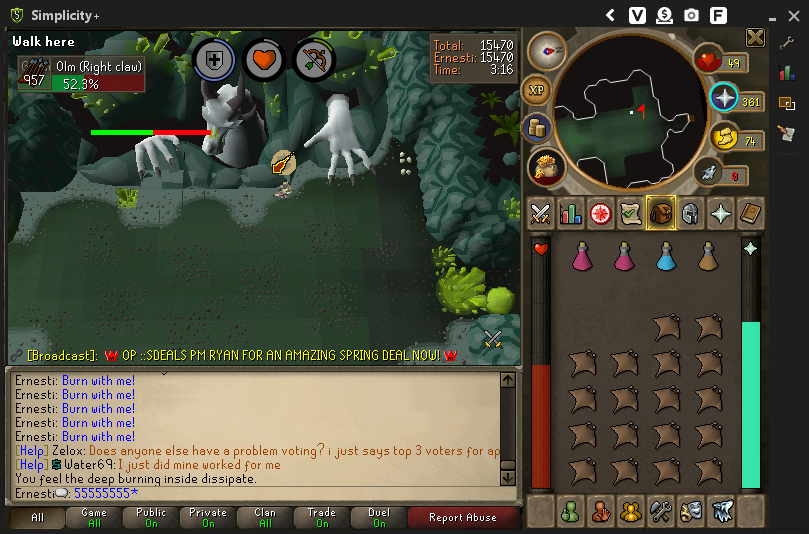 Simplicity+
Walk here
Olm (Right claw)
957
52.3%
Total: 15470
Ernesti: 15470
Time: 3:16
49
XP
361
74
0
[Broadcast]: OP ::SDEALS PM RYAN FOR AN AMAZING SPRING DEAL NOW!
Ernesti: Burn with me!
Ernesti: Burn with me!
Ernesti: Burn with me!
Ernesti: Burn with me!
Ernesti: Burn with me!
[Help] Zelox: Does anyone else have a problem voting? i just says top 3 voters for ap
[Help] Water69: I just did mine worked for me
You feel the deep burning inside dissipate.
Ernesti: 55555555*
All
Game
All
Public
On
Private
On
Clan
All
Trade
On
Duel
On
Report Abuse